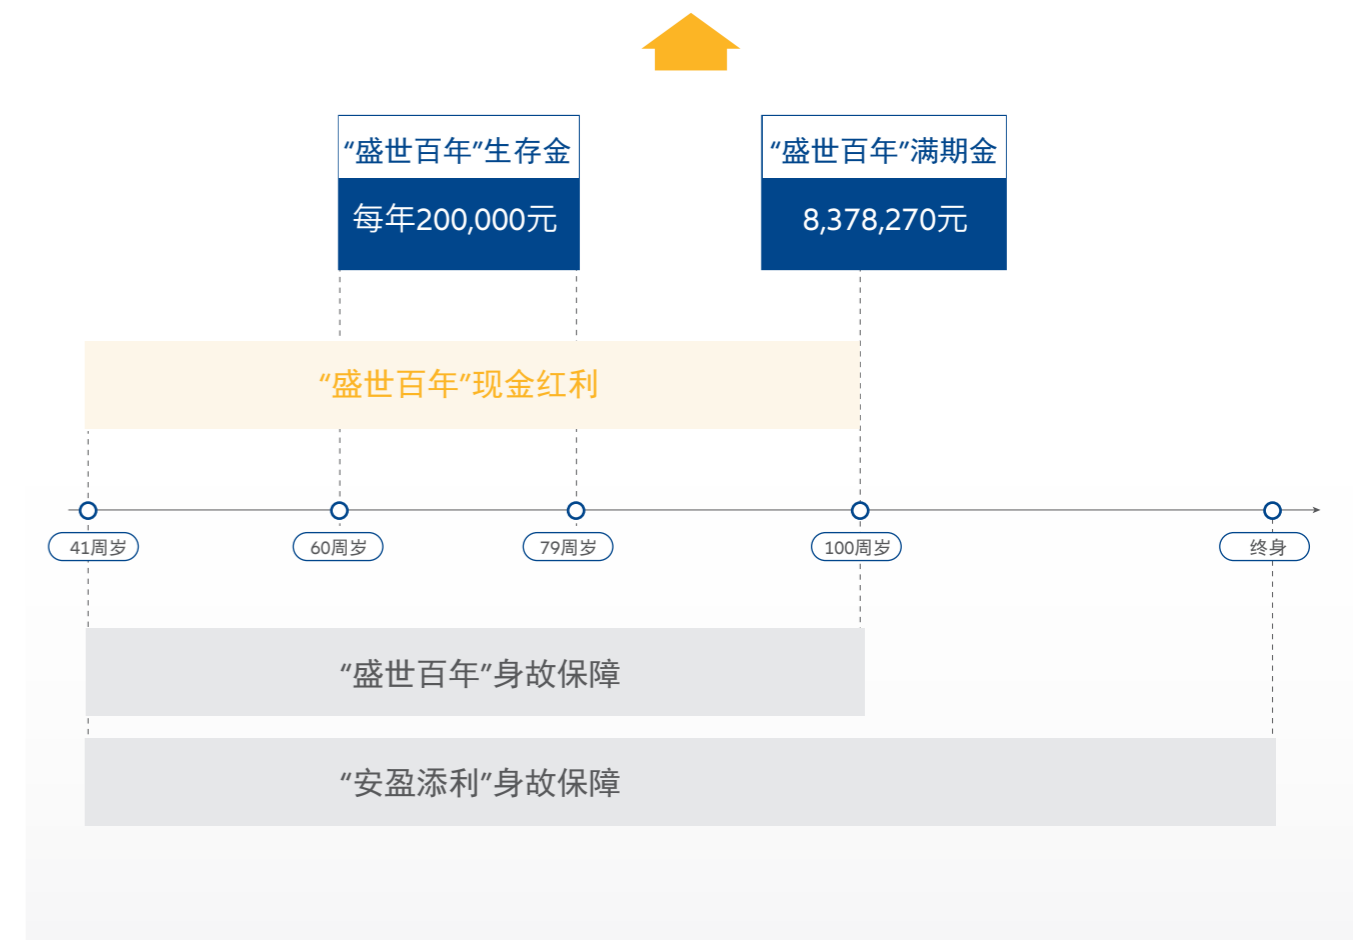 “盛世百年”生存金
每年200,000元
“盛世百年”满期金
8,378,270元
“盛世百年”现金红利
41周岁
60周岁
79周岁
100周岁
终身
“盛世百年”身故保障
“安盈添利”身故保障